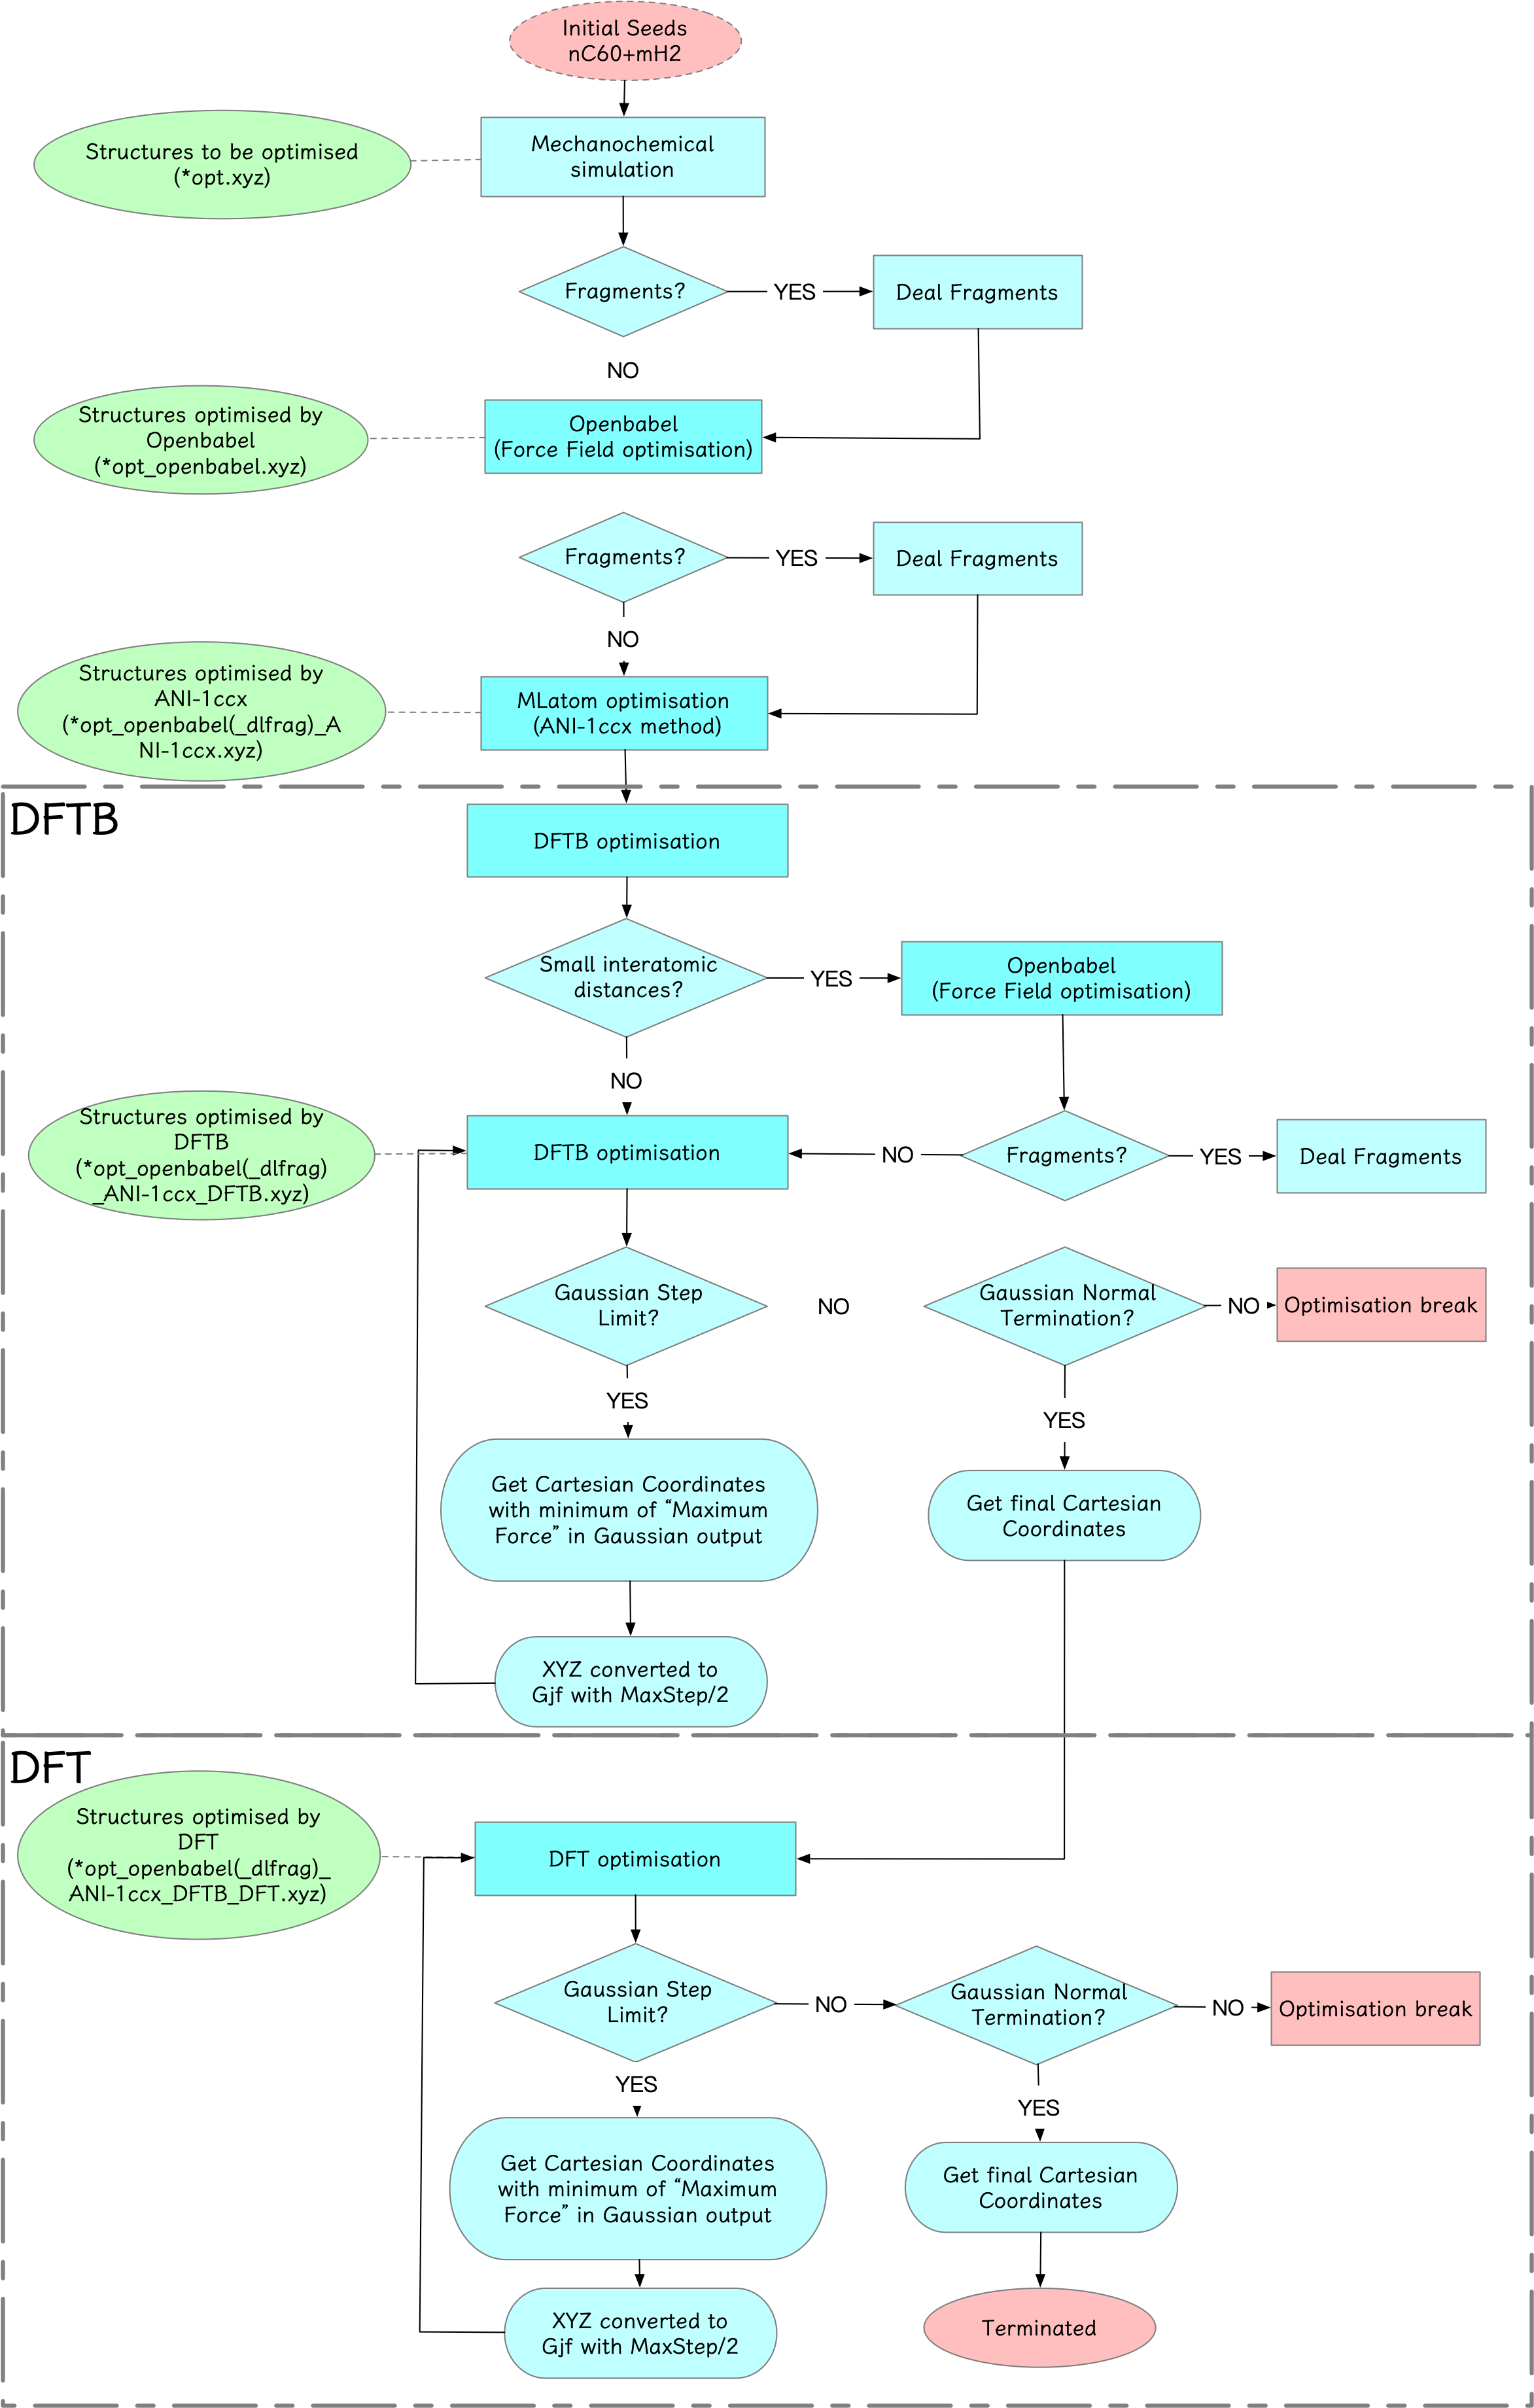 Initial Seeds
nC60+mH2
Structures to be optimised
(*opt.xyz)
Mechanochemical
simulation
Fragments?
YES
Deal Fragments
NO
Structures optimised by
Openbabel
(*opt_openbabel.xyz)
Openbabel
(Force Field optimisation)
Fragments?
YES
Deal Fragments
NO
Structures optimised by
ANI-1ccx
(*opt_openbabel(_dlfrag)_A
NI-1ccx.xyz)
MLatom optimisation
(ANI-1ccx method)
DFTB
DFTB optimisation
Small interatomic
distances?
YES
Openbabel
(Force Field optimisation)
NO
Structures optimised by
DFTB
(*opt_openbabel(_dlfrag)
_ANI-1ccx_DFTB.xyz)
DFTB optimisation
NO
Fragments?
YES
Deal Fragments
Gaussian Step
Limit?
NO
Gaussian Normal
Termination?
NO
Optimisation break
YES
YES
Get Cartesian Coordinates
with minimum of “Maximum
Force” in Gaussian output
Get final Cartesian
Coordinates
XYZ converted to
Gjf with MaxStep/2
DFT
Structures optimised by
DFT
(*opt_openbabel(_dlfrag)_
ANI-1ccx_DFTB_DFT.xyz)
DFT optimisation
Gaussian Step
Limit?
NO
Gaussian Normal
Termination?
NO
Optimisation break
YES
YES
Get Cartesian Coordinates
with minimum of “Maximum
Force” in Gaussian output
Get final Cartesian
Coordinates
XYZ converted to
Gjf with MaxStep/2
Terminated